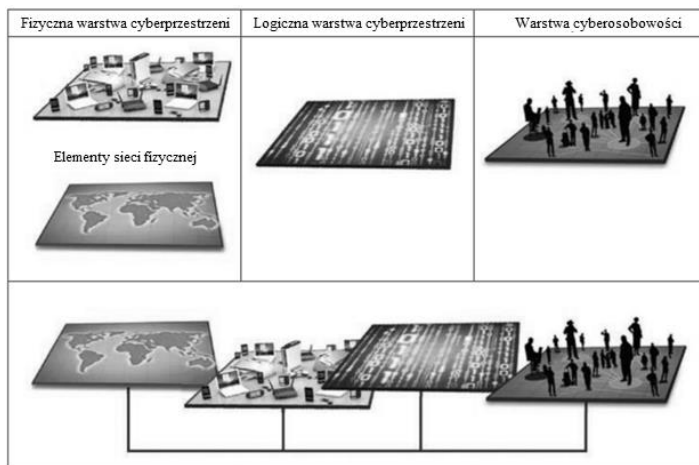 Fizyczna warstwa cyberprzestrzeni
Logiczna warstwa cyberprzestrzeni
Warstwa cyberosobowości
Elementy sieci fizycznej